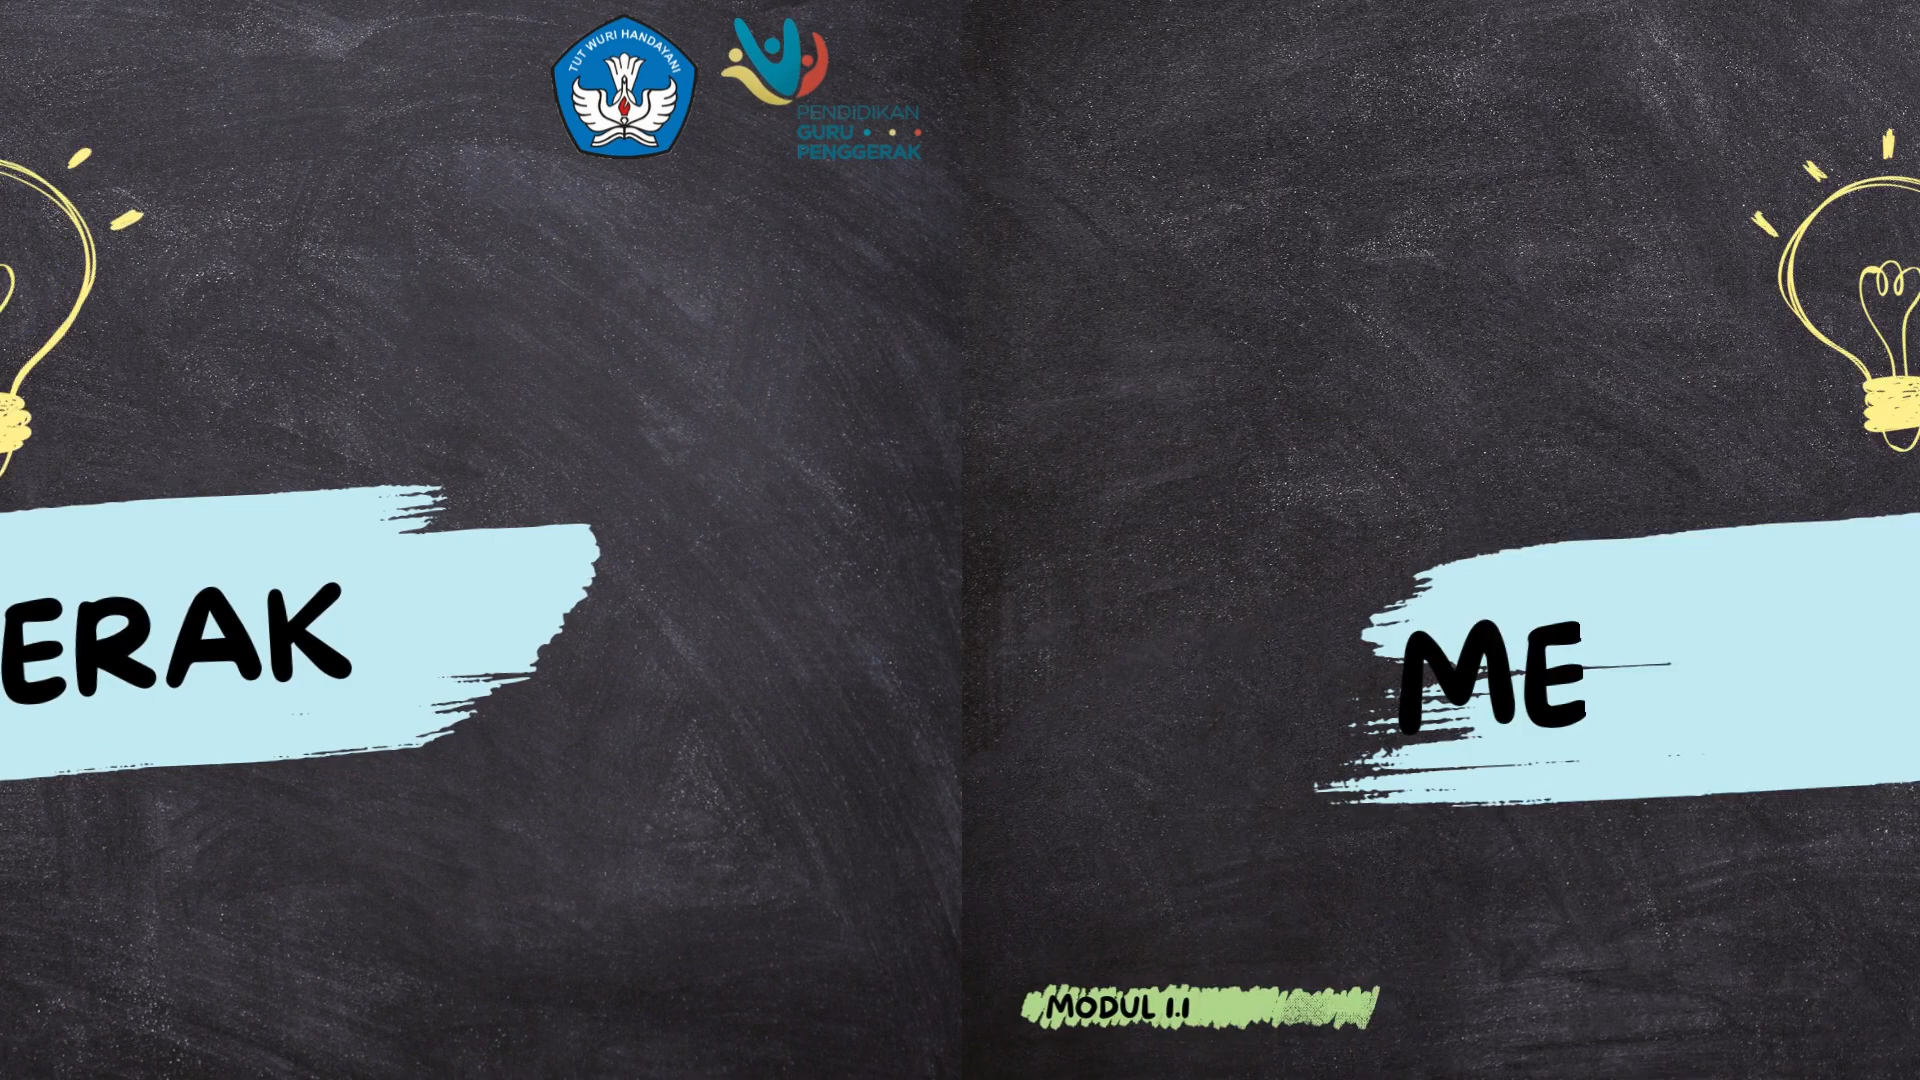 TUT WURI HANDAYANI
PENDIDIKAN
GURU
PENGGERAK
ERAK
ME
MODUL 1.1